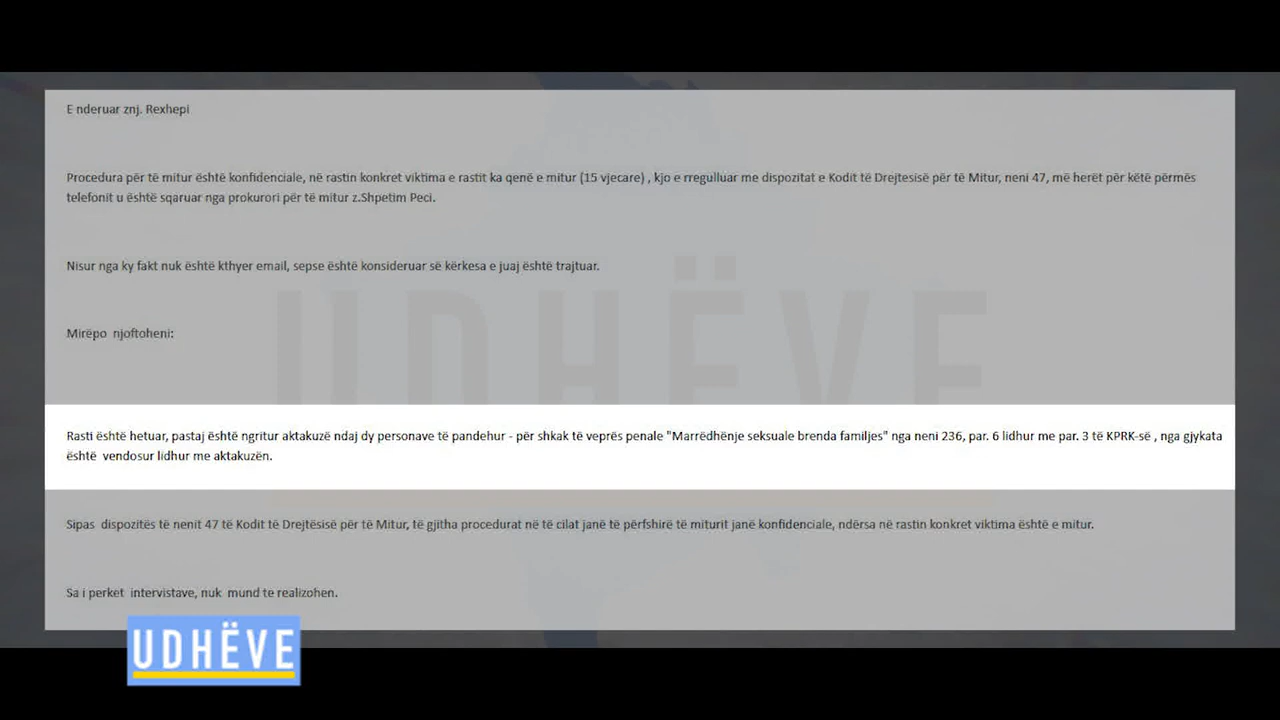 E nderuar znj. Rexhepi
Procedura për të mitur është konfidenciale, në rastin konkret viktima e rastit ka qenë e mitur (15 vjecare) , kjo e rregulluar me dispozitat e Kodit të Drejtesisë për të Mitur, neni 47, më herët për këtë përmës
telefonit u është sqaruar nga prokurori për të mitur z.Shpetim Peci.
Nisur nga ky fakt nuk është kthyer email, sepse është konsideruar së kërkesa e juaj është trajtuar.
Mirëpo njoftoheni:
Rasti është hetuar, pastaj është ngritur aktakuzë ndaj dy personave të pandehur - për shkak të veprës penale "Marrëdhënje seksuale brenda familjes" nga neni 236, par. 6 lidhur me par. 3 të KPRK-së , nga gjykata
është vendosur lidhur me aktakuzën.
Sipas dispozitës të nenit 47 të Kodit të Drejtësisë për të Mitur, të gjitha procedurat në të cilat janë të përfshirë të miturit janë konfidenciale, ndërsa në rastin konkret viktima është e mitur.
Sa i perket intervistave, nuk mund te realizohen.
UDHËVE
UDHËVE